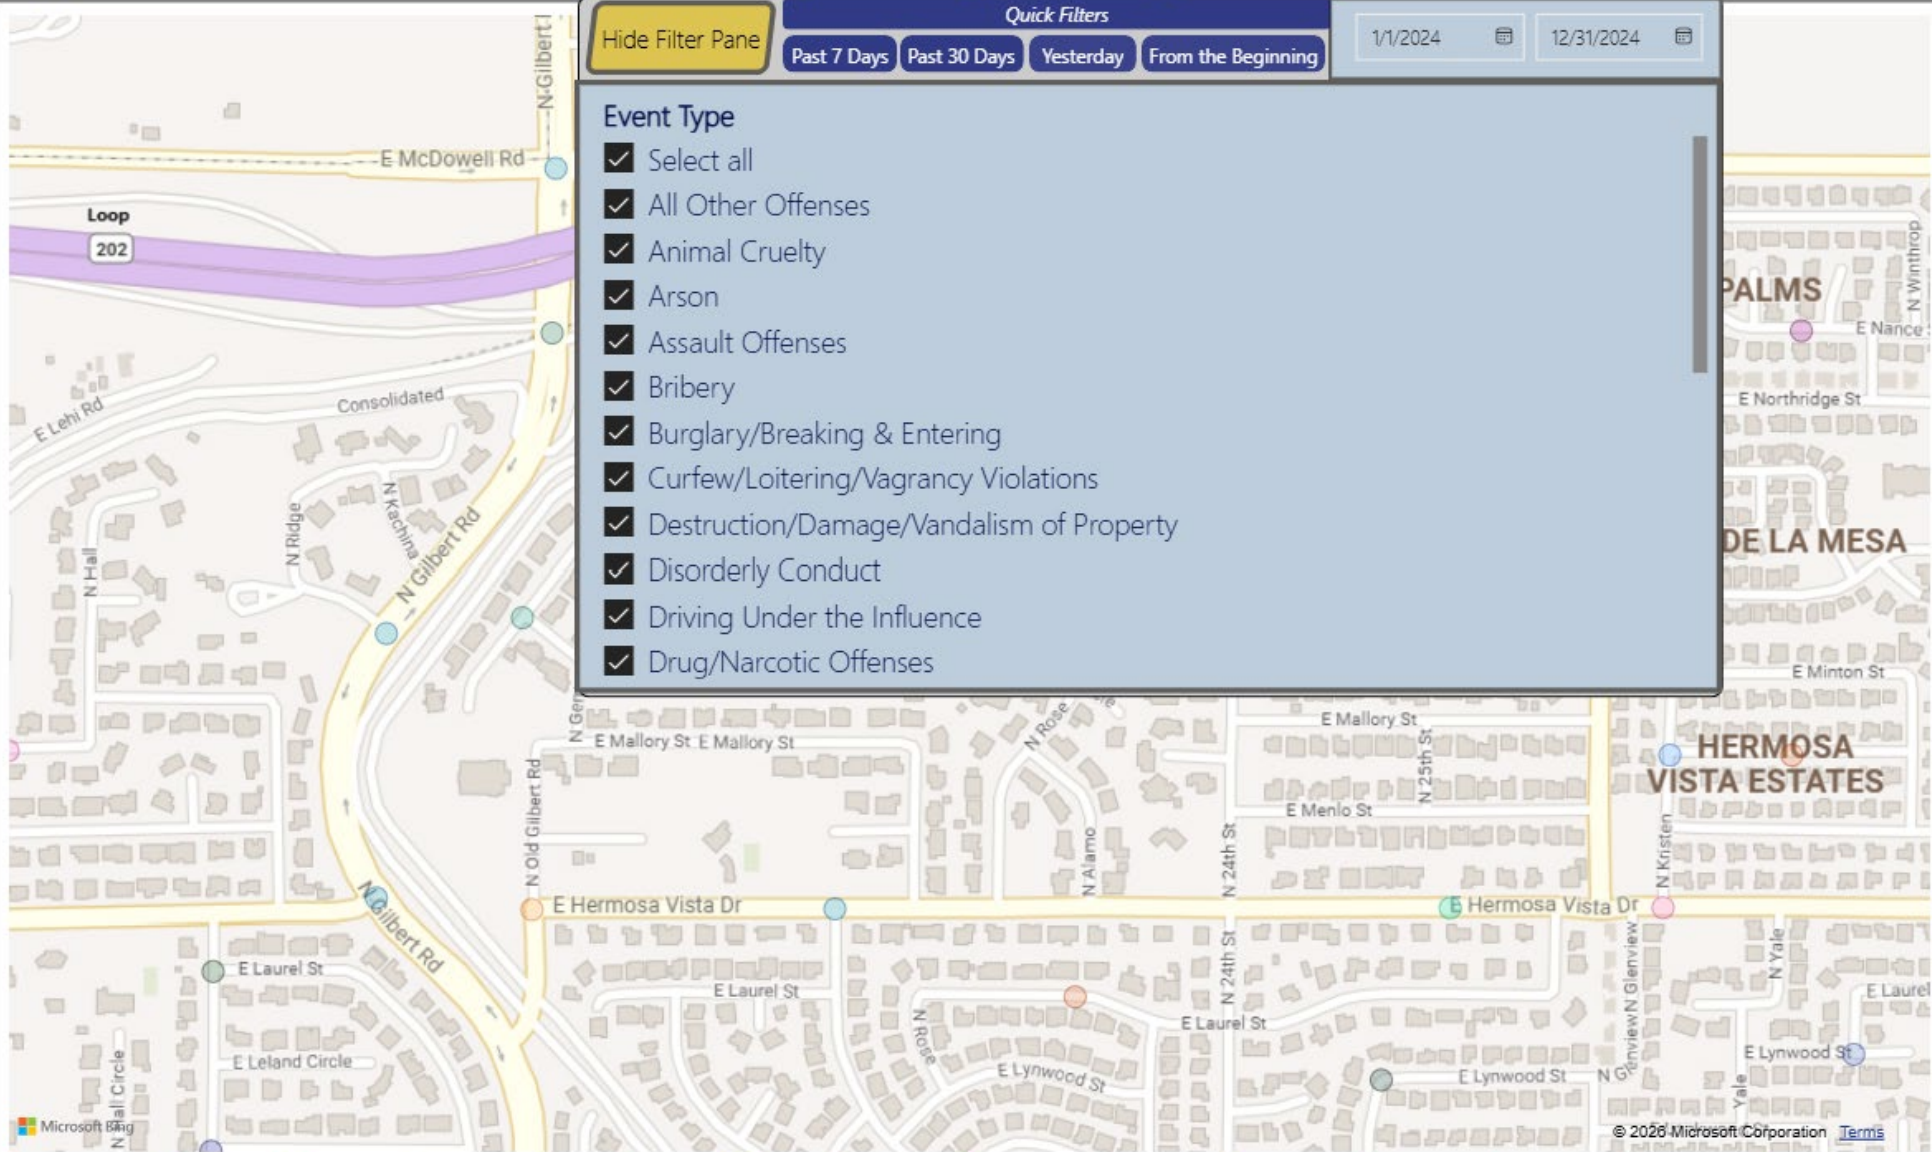 Quick Filters
Hide Filter Pane
Past 7 Days
Past 30 Days
Yesterday
From the Beginning
1/1/2024
12/31/2024
Event Type
Select all
All Other Offenses
Animal Cruelty
Arson
Assault Offenses
Bribery
Burglary/Breaking & Entering
Curfew/Loitering/Vagrancy Violations
Destruction/Damage/Vandalism of Property
Disorderly Conduct
Driving Under the Influence
Drug/Narcotic Offenses
N Gilbert
E McDowell Rd
Loop
202
E Lehi Rd
Consolidated
N Hall
N Ridge
N Kachina
N Gilbert Rd
PALMS
N Winthrop
E Nance
E Northridge St
DE LA MESA
E Minton St
E Mallory St
E Mallory St
N Rose
E Mallory St
N 25th St
HERMOSA
VISTA ESTATES
N Old Gilbert Rd
E Menlo St
N Alamo
N 24th St
N Kristen
N Gilbert Rd
E Hermosa Vista Dr
E Hermosa Vista Dr
E Laurel St
E Laurel St
N Rose
N 24th St
E Laurel St
N Glenview
N Yale
E Laurel
E Leland Circle
E Lynwood St
E Lynwood St
E Lynwood St
Yale
N Hall Circle
Microsoft Bing
© 2026 Microsoft Corporation
Terms